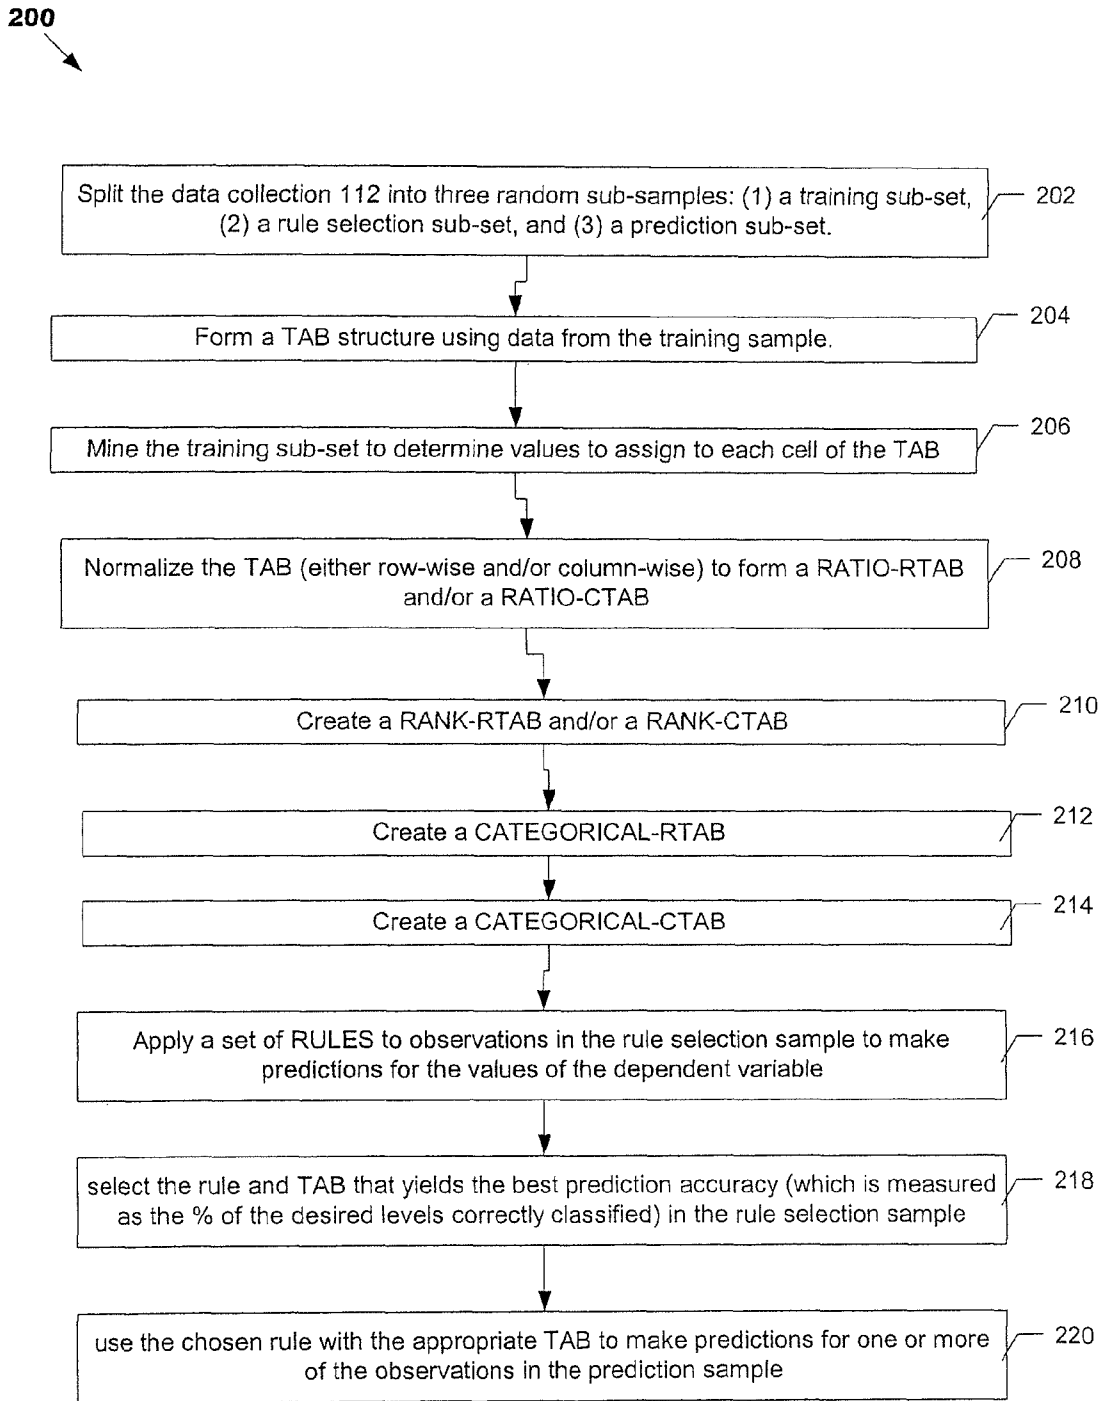 200
Split the data collection 112 into three random sub-samples: (1) a training sub-set,
(2) a rule selection sub-set, and (3) a prediction sub-set.
202
Form a TAB structure using data from the training sample.
204
Mine the training sub-set to determine values to assign to each cell of the TAB
206
Normalize the TAB (either row-wise and/or column-wise) to form a RATIO-RTAB
and/or a RATIO-CTAB
208
Create a RANK-RTAB and/or a RANK-CTAB
210
Create a CATEGORICAL-RTAB
212
Create a CATEGORICAL-CTAB
214
Apply a set of RULES to observations in the rule selection sample to make
predictions for the values of the dependent variable
216
select the rule and TAB that yields the best prediction accuracy (which is measured
as the % of the desired levels correctly classified) in the rule selection sample
218
use the chosen rule with the appropriate TAB to make predictions for one or more
of the observations in the prediction sample
220